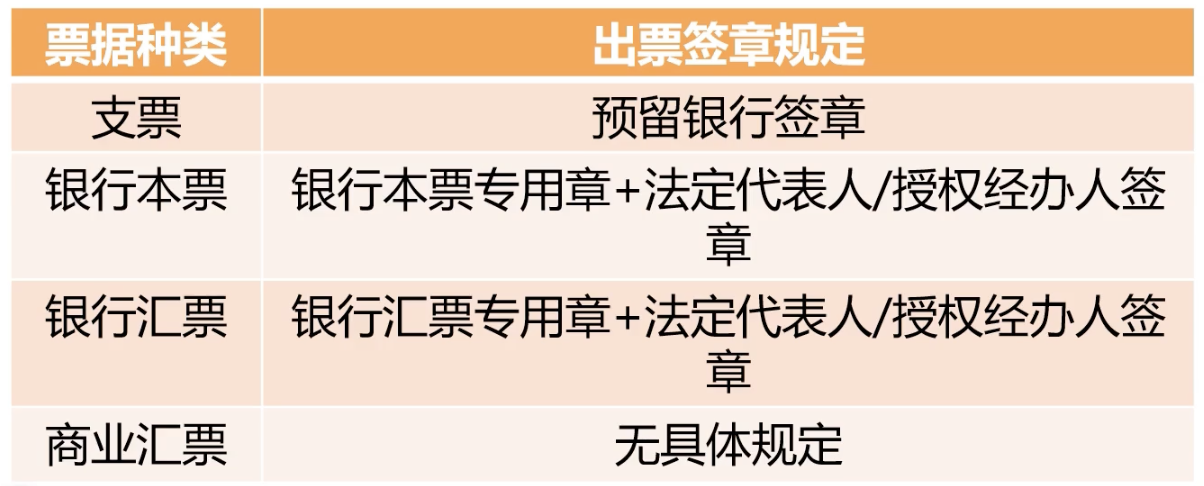 票据种类
出票签章规定
支票
预留银行签章
银行本票
银行本票专用章+法定代表人/授权经办人签
章
银行汇票
银行汇票专用章+法定代表人/授权经办人签
章
商业汇票
无具体规定